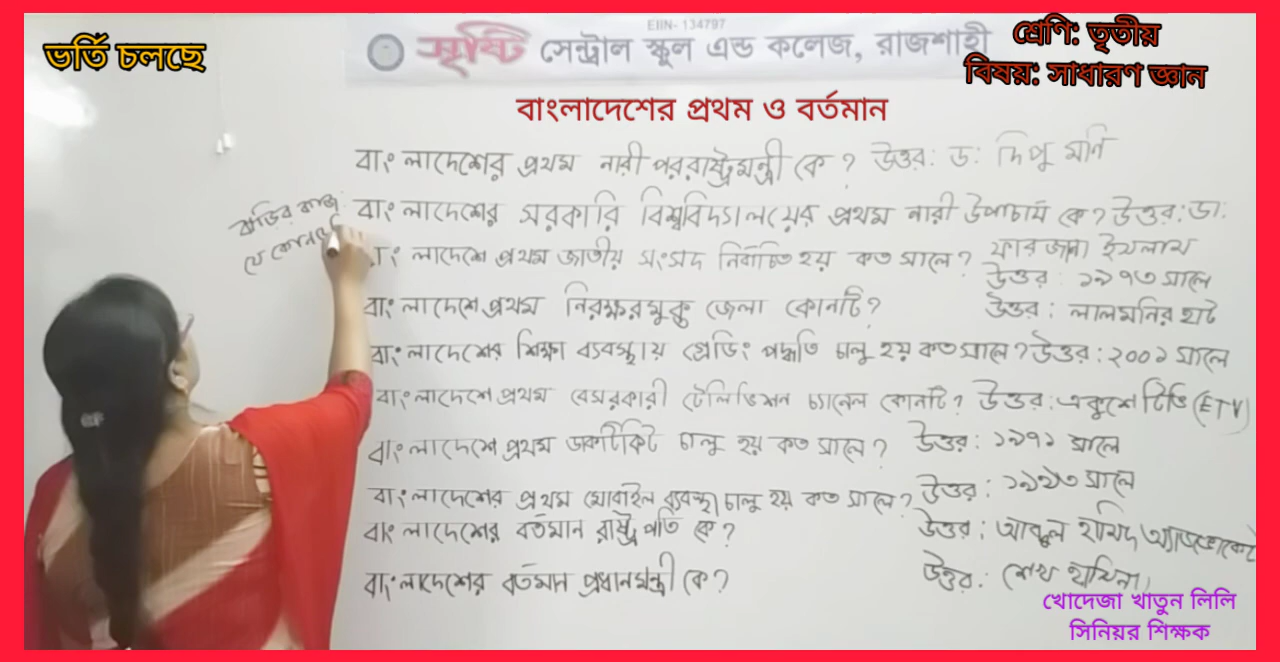 ভর্তি চলছে
EIIN- 134797
সৃষ্টি সেন্ট্রাল স্কুল এন্ড কলেজ, রাজশাহী
শ্রেণি: তৃতীয়
বিষয়: সাধারণ জ্ঞান
বাংলাদেশের প্রথম ও বর্তমান
বাংলাদেশের প্রথম নারী পররাষ্ট্রমন্ত্রী কে? উত্তর: ড: দিপু মনি
বাড়ির কাজ:
যে কোন
বাংলাদেশের সরকারি বিশ্ববিদ্যালয়ের প্রথম নারী উপাচার্য কে? উত্তর: ডা:
ফারজানা ইসলাম
বাংলাদেশে প্রথম জাতীয় সংসদ নির্বাচিত হয় কত সালে? উত্তর: ১৯৭৩ সালে
বাংলাদেশে প্রথম নিরক্ষরমুক্ত জেলা কোনটি? উত্তর: লালমনিরহাট
বাংলাদেশের শিক্ষা ব্যবস্থায় গ্রেডিং পদ্ধতি চালু হয় কত সালে? উত্তর: ২০০১ সালে
বাংলাদেশে প্রথম বেসরকারী টেলিভিশন চ্যানেল কোনটি? উত্তর: একুশে টিভি (ETV)
বাংলাদেশে প্রথম ডাকটিকিট চালু হয় কত সালে? উত্তর: ১৯৭১ সালে
বাংলাদেশের প্রথম মোবাইল ব্যবস্থা চালু হয় কত সালে? উত্তর: ১৯৯৩ সালে
বাংলাদেশের বর্তমান রাষ্ট্রপতি কে? উত্তর: আব্দুল হামিদ অ্যাডভোকেট
বাংলাদেশের বর্তমান প্রধানমন্ত্রী কে? উত্তর: শেখ হাসিনা।
খোদেজা খাতুন লিলি
সিনিয়র শিক্ষক